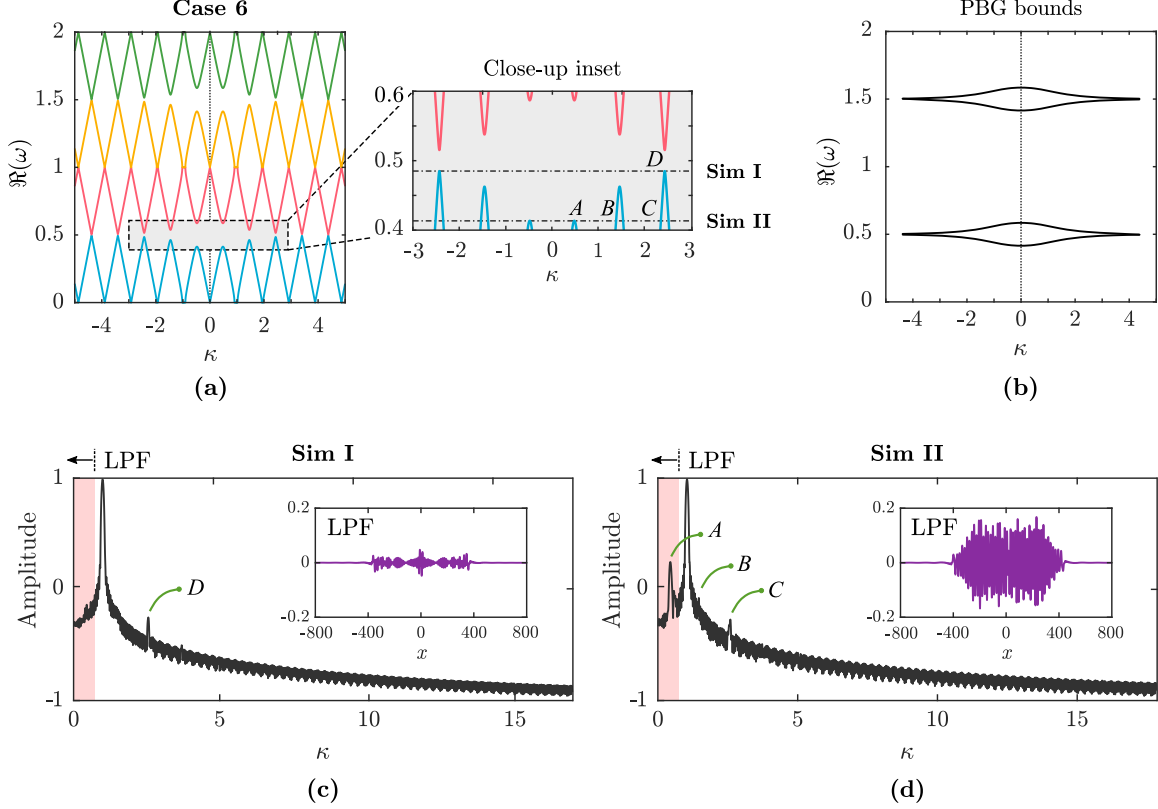 Case 6
2
1.5
1
0.5
0
ℜ(ω)
-4
-2
0
2
4
κ
(a)
Close-up inset
0.6
0.5
0.4
A
B
C
D
Sim I
Sim II
-3
-2
-1
0
1
2
3
κ
PBG bounds
2
1.5
1
0.5
0
ℜ(ω)
-4
-2
0
2
4
κ
(b)
Sim I
LPF
1
0
-1
Amplitude
D
LPF
0.2
0
-0.2
-800
-400
0
400
800
x
0
5
10
15
κ
(c)
Sim II
LPF
1
0
-1
Amplitude
A
B
C
LPF
0.2
0
-0.2
-800
-400
0
400
800
x
0
5
10
15
κ
(d)